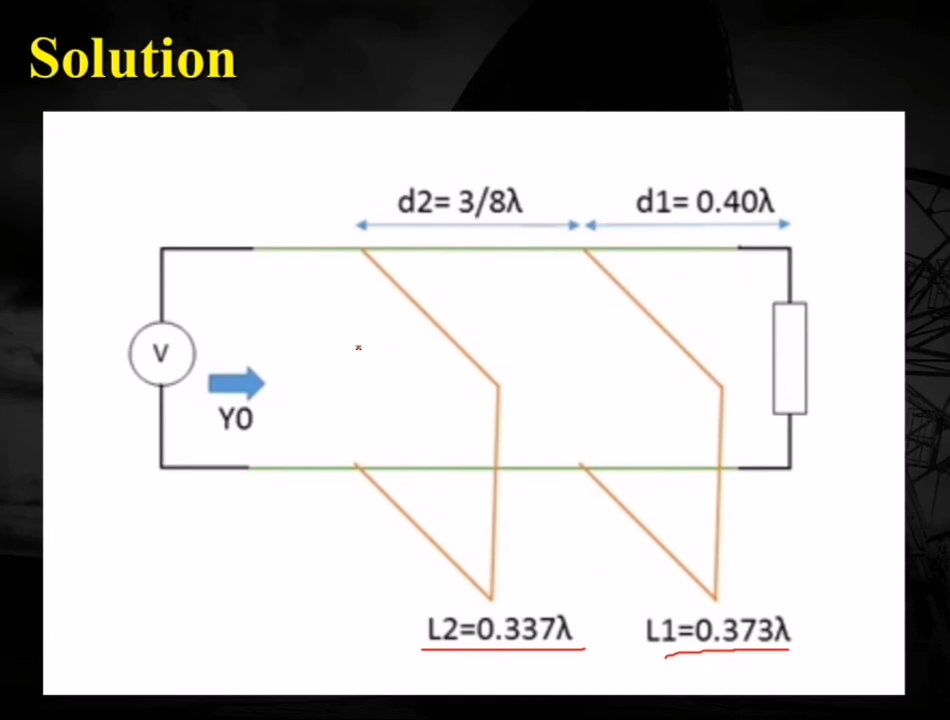 Solution
d2= 3/8λ
d1= 0.40λ
V
Y0
L2=0.337λ
L1=0.373λ